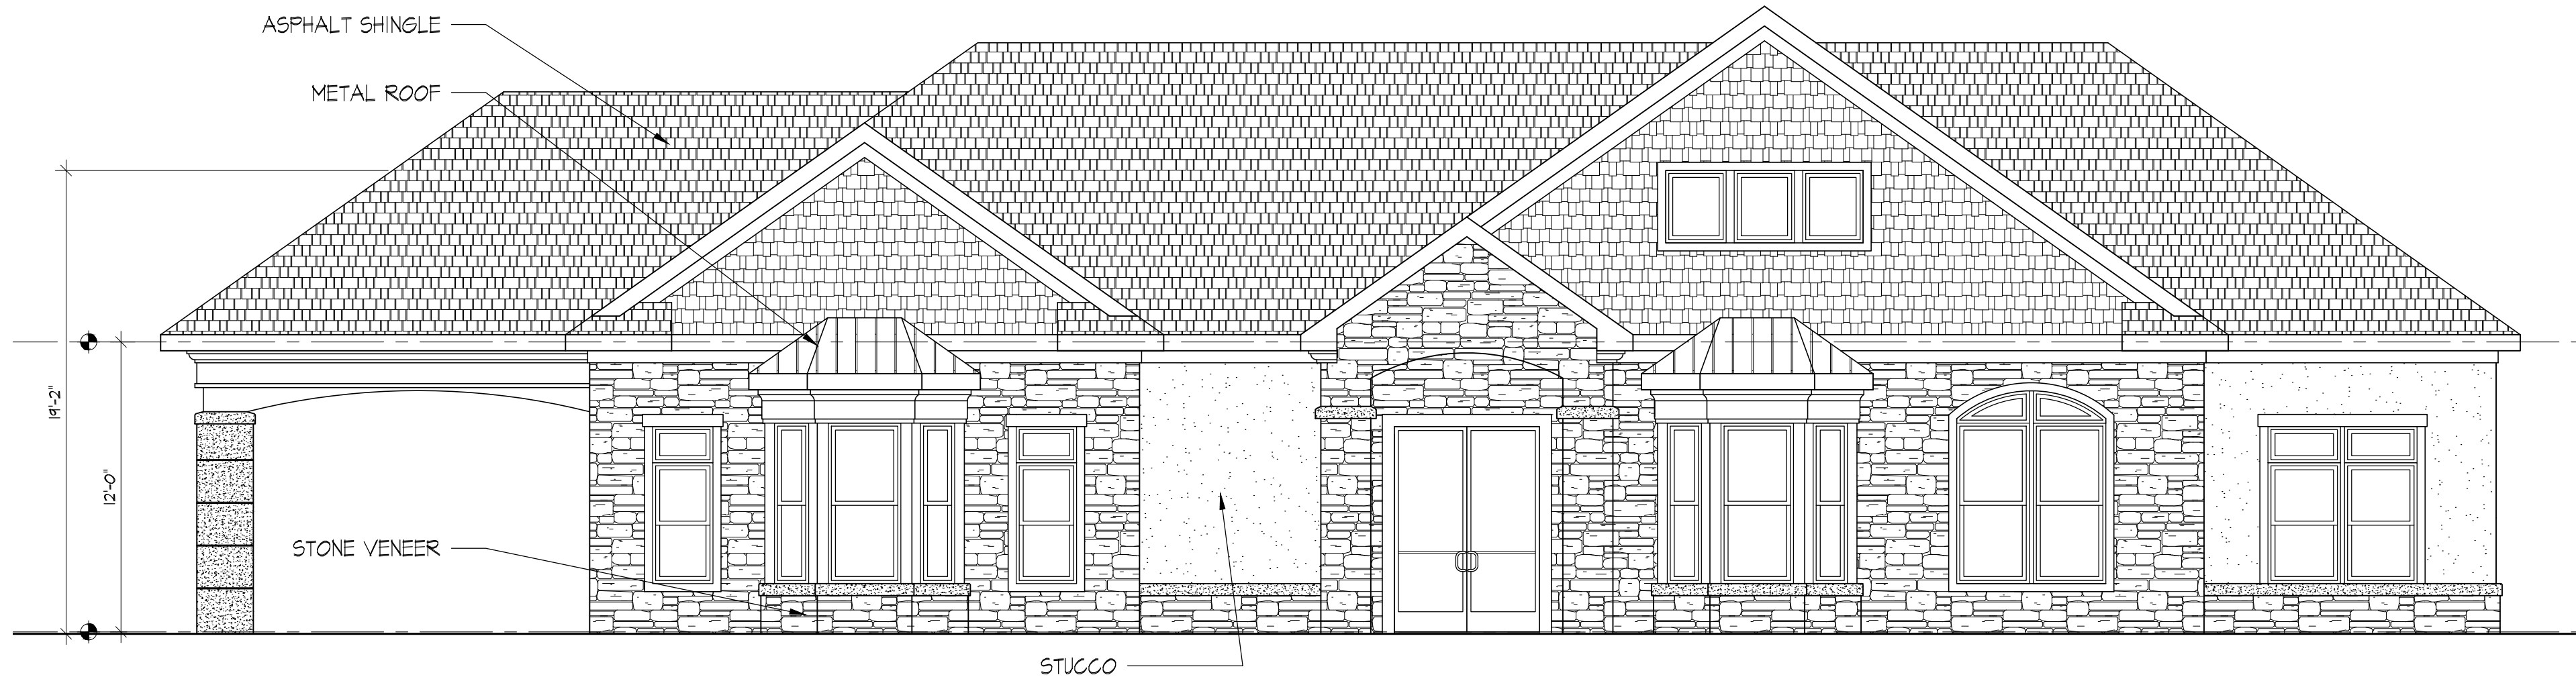 ASPHALT SHINGLE
METAL ROOF
19'-2"
12'-0"
STONE VENEER
STUCCO